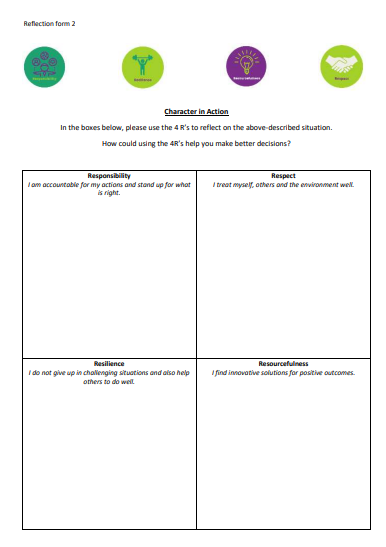 Reflection form 2
Responsibility
Resilience
Resourcefulness
Respect
Character in Action
In the boxes below, please use the 4 R's to reflect on the above-described situation.
How could using the 4R's help you make better decisions?
Responsibility
I am accountable for my actions and stand up for what
is right.
Respect
I treat myself, others and the environment well.
Resilience
I do not give up in challenging situations and also help
others to do well.
Resourcefulness
I find innovative solutions for positive outcomes.